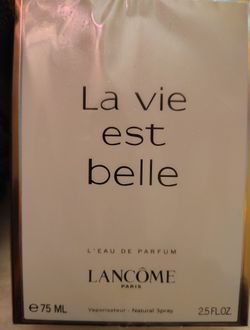 La vie
est
belle
L'EAU DE PARFUM
LANCÔME
PARIS
℮ 75 ML Vaporisateur - Natural Spray 2.5 FL.OZ.